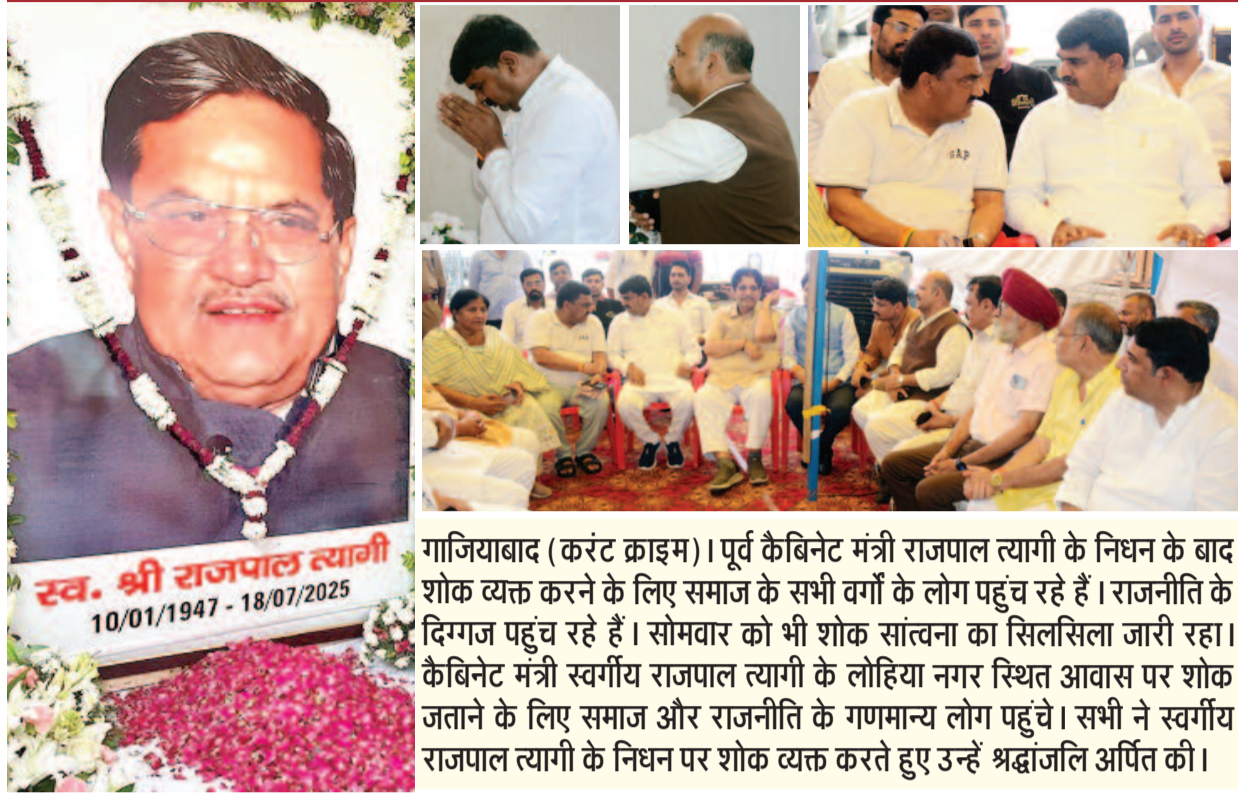 स्व. श्री राजपाल त्यागी
10/01/1947 - 18/07/2025
GAP
गाजियाबाद (करंट क्राइम)। पूर्व कैबिनेट मंत्री राजपाल त्यागी के निधन के बाद
शोक व्यक्त करने के लिए समाज के सभी वर्गों के लोग पहुंच रहे हैं। राजनीति के
दिग्गज पहुंच रहे हैं। सोमवार को भी शोक सांत्वना का सिलसिला जारी रहा।
कैबिनेट मंत्री स्वर्गीय राजपाल त्यागी के लोहिया नगर स्थित आवास पर शोक
जताने के लिए समाज और राजनीति के गणमान्य लोग पहुंचे। सभी ने स्वर्गीय
राजपाल त्यागी के निधन पर शोक व्यक्त करते हुए उन्हें श्रद्धांजलि अर्पित की।